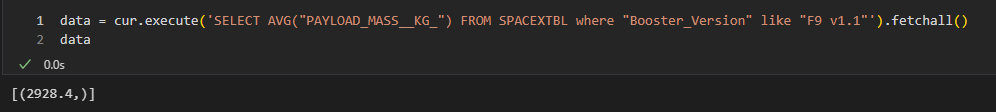 1 data = cur.execute('SELECT AVG("PAYLOAD_MASS__KG_") FROM SPACEXTBL where "Booster_Version" like "F9 v1.1"').fetchall()
2 data
0.0s
[(2928.4,)]